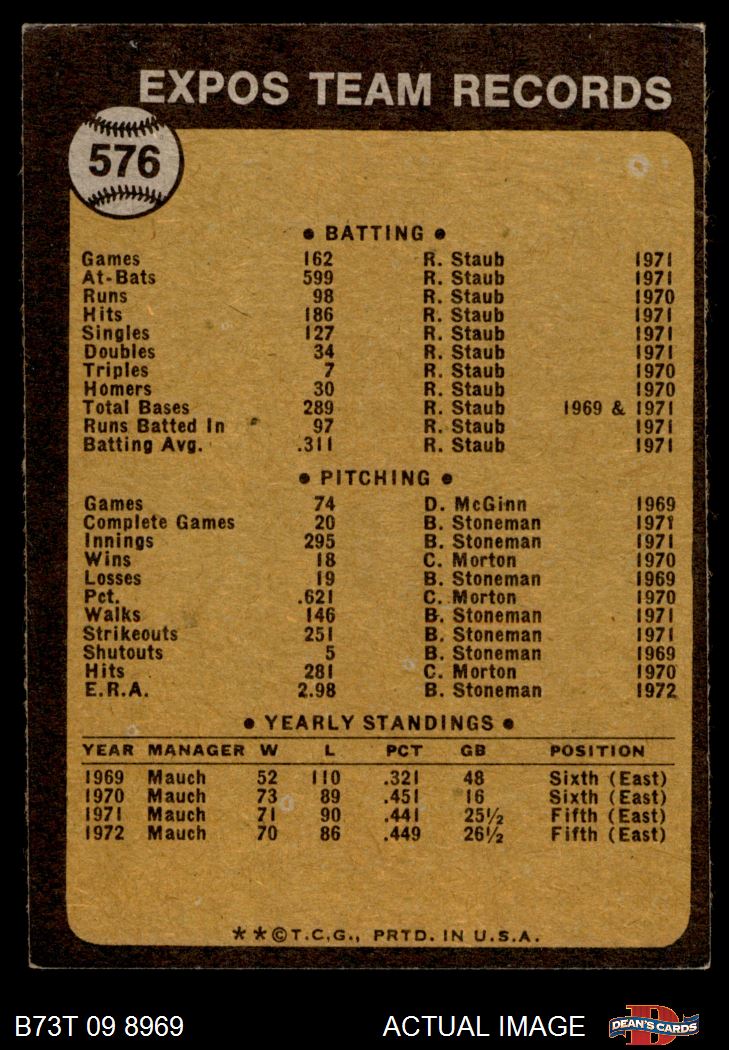 EXPOS TEAM RECORDS
576
• BATTING •
Games 162 R. Staub 1971
At-Bats 599 R. Staub 1971
Runs 98 R. Staub 1970
Hits 186 R. Staub 1971
Singles 127 R. Staub 1971
Doubles 34 R. Staub 1971
Triples 7 R. Staub 1970
Homers 30 R. Staub 1970
Total Bases 289 R. Staub 1969 & 1971
Runs Batted In 97 R. Staub 1971
Batting Avg. .311 R. Staub 1971
• PITCHING •
Games 74 D. McGinn 1969
Complete Games 20 B. Stoneman 1971
Innings 295 B. Stoneman 1971
Wins 18 C. Morton 1970
Losses 19 B. Stoneman 1969
Pct. .621 C. Morton 1970
Walks 146 B. Stoneman 1971
Strikeouts 251 B. Stoneman 1971
Shutouts 5 B. Stoneman 1969
Hits 281 C. Morton 1970
E.R.A. 2.98 B. Stoneman 1972
• YEARLY STANDINGS •
YEAR MANAGER W L PCT GB POSITION
1969 Mauch 52 110 .321 48 Sixth (East)
1970 Mauch 73 89 .451 16 Sixth (East)
1971 Mauch 71 90 .441 25½ Fifth (East)
1972 Mauch 70 86 .449 26½ Fifth (East)
**©T.C.G., PRTD. IN U.S.A.
B73T 09 8969 ACTUAL IMAGE DEAN'S CARDS